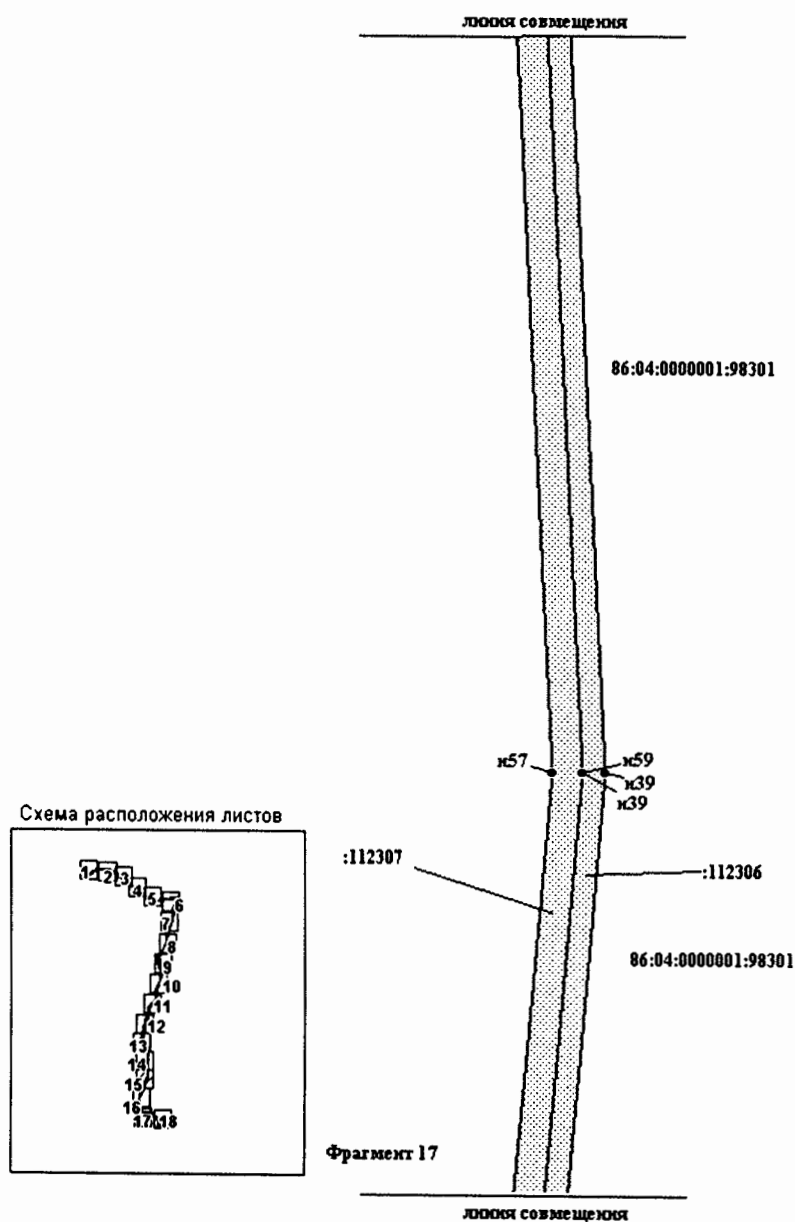 линия совмещения
86:04:0000001:98301
н57
н59
н39
н39
Схема расположения листов
:112307
:112306
86:04:0000001:98301
1
2
3
4
5
6
7
8
9
10
11
12
13
14
15
16
17
18
Фрагмент 17
линия совмещения